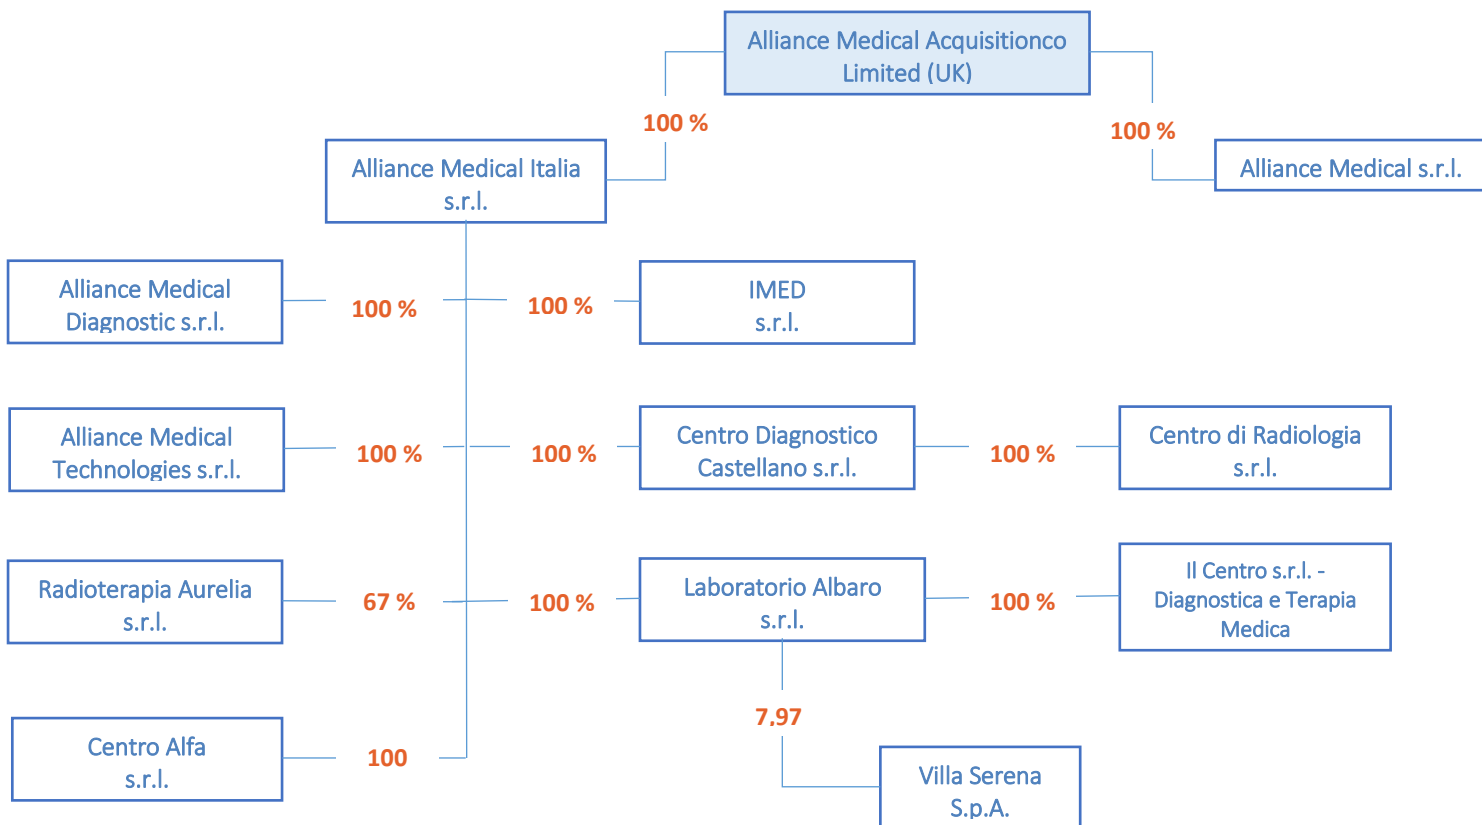 Alliance Medical Acquisitionco
Limited (UK)
100 %
100 %
Alliance Medical Italia
s.r.l.
Alliance Medical s.r.l.
Alliance Medical
Diagnostic s.r.l.
100 %
100 %
IMED
s.r.l.
Alliance Medical
Technologies s.r.l.
100 %
100 %
Centro Diagnostico
Castellano s.r.l.
100 %
Centro di Radiologia
s.r.l.
Radioterapia Aurelia
s.r.l.
67 %
100 %
Laboratorio Albaro
s.r.l.
100 %
Il Centro s.r.l. -
Diagnostica e Terapia
Medica
7,97
Centro Alfa
s.r.l.
100
Villa Serena
S.p.A.